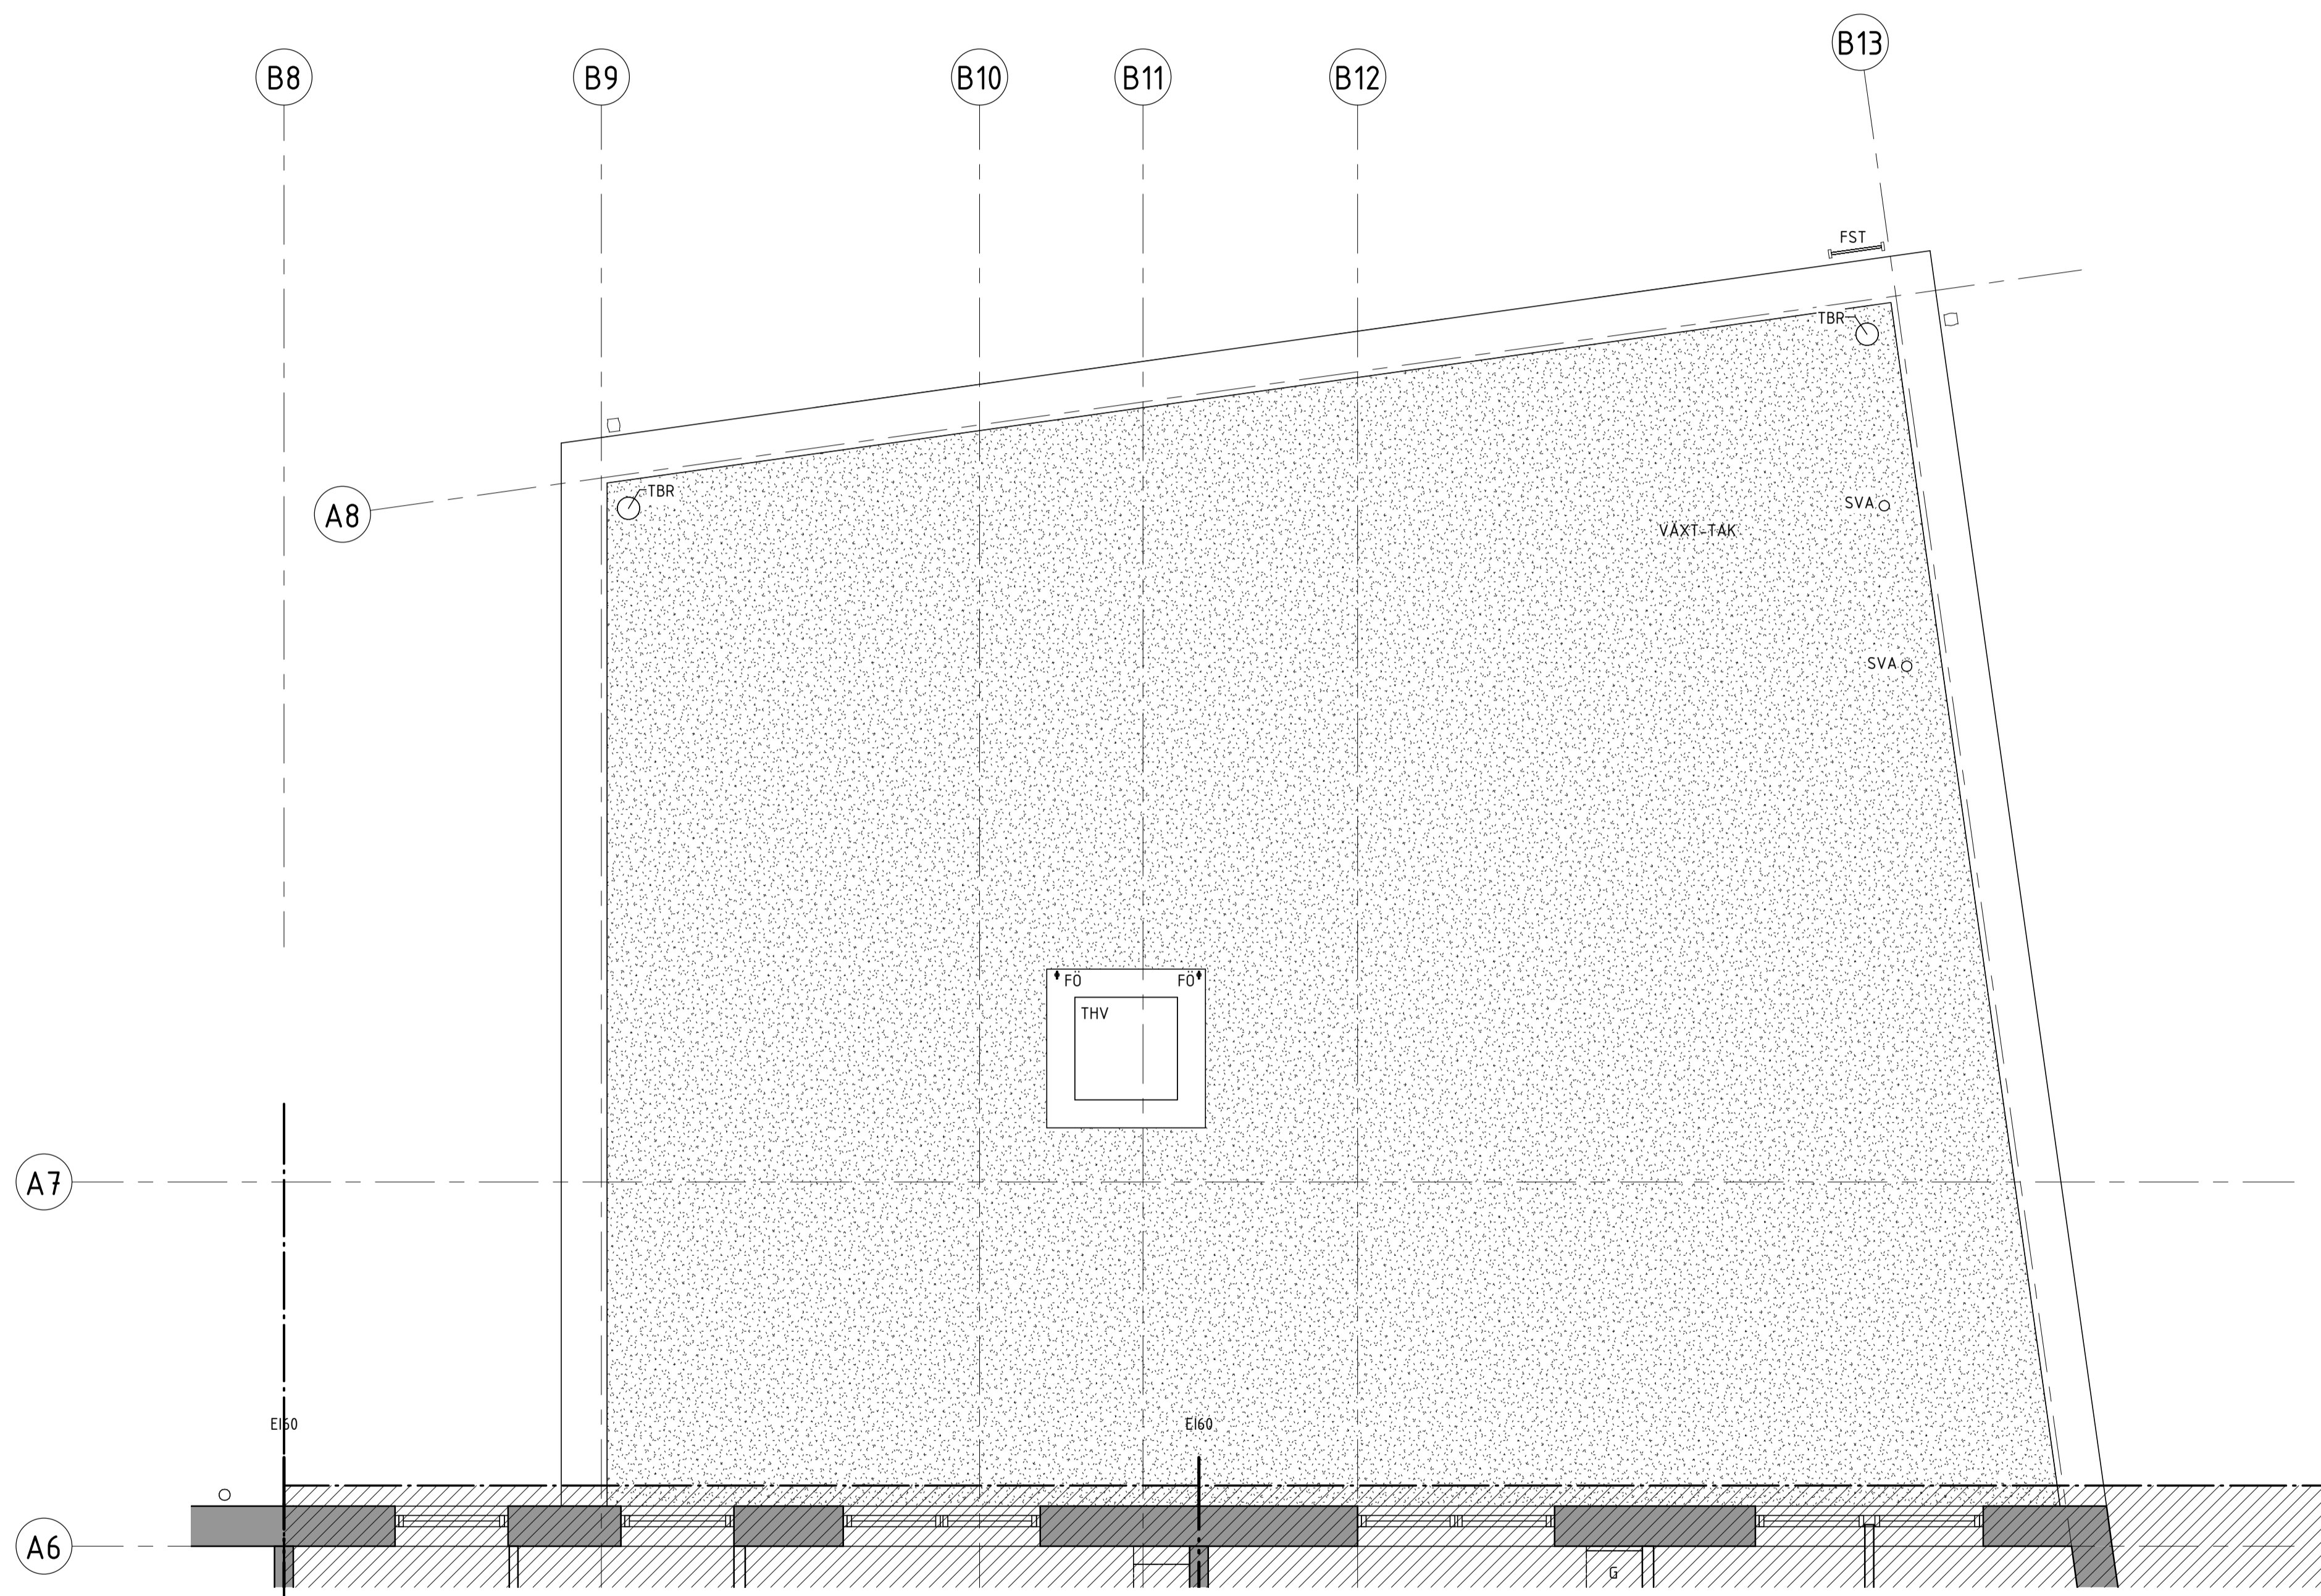 B13
B8
B9
B10
B11
B12
FST
TBR
TBR
A8
SVA
VÄXT-TAK
SVA
FÖ
FÖ
THV
A7
EI60
EI60
A6
G